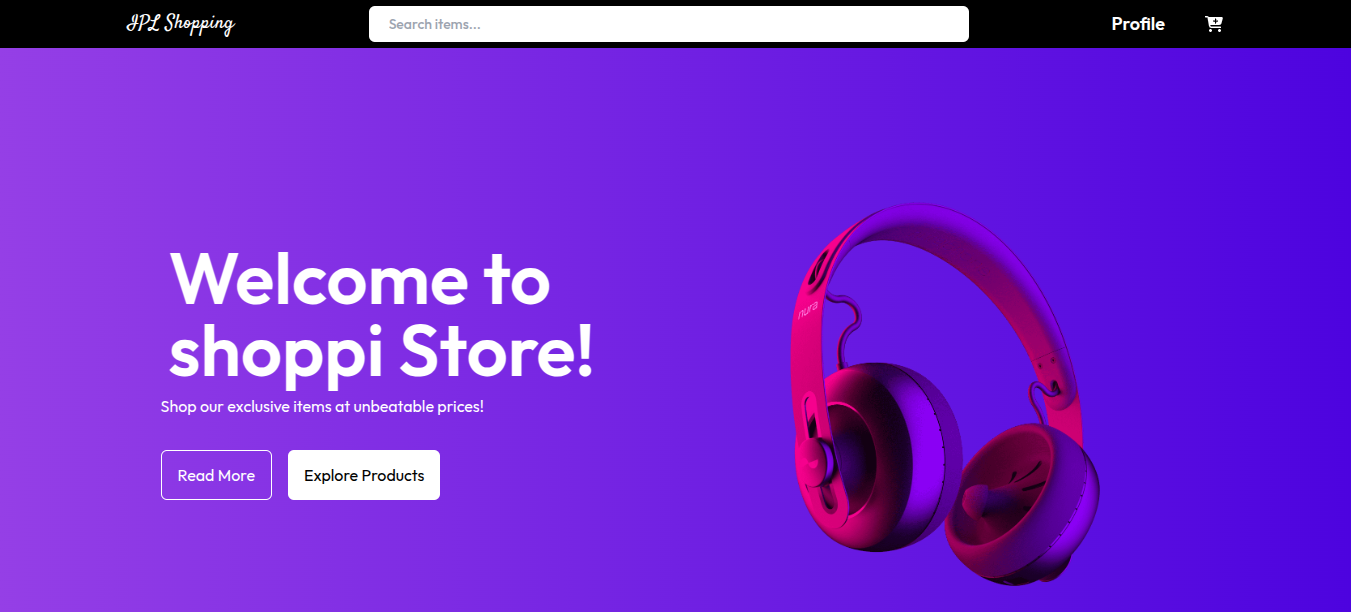 JPL Shopping
Search items...
Profile
Welcome to
shoppi Store!
Shop our exclusive items at unbeatable prices!
Read More
Explore Products
nura